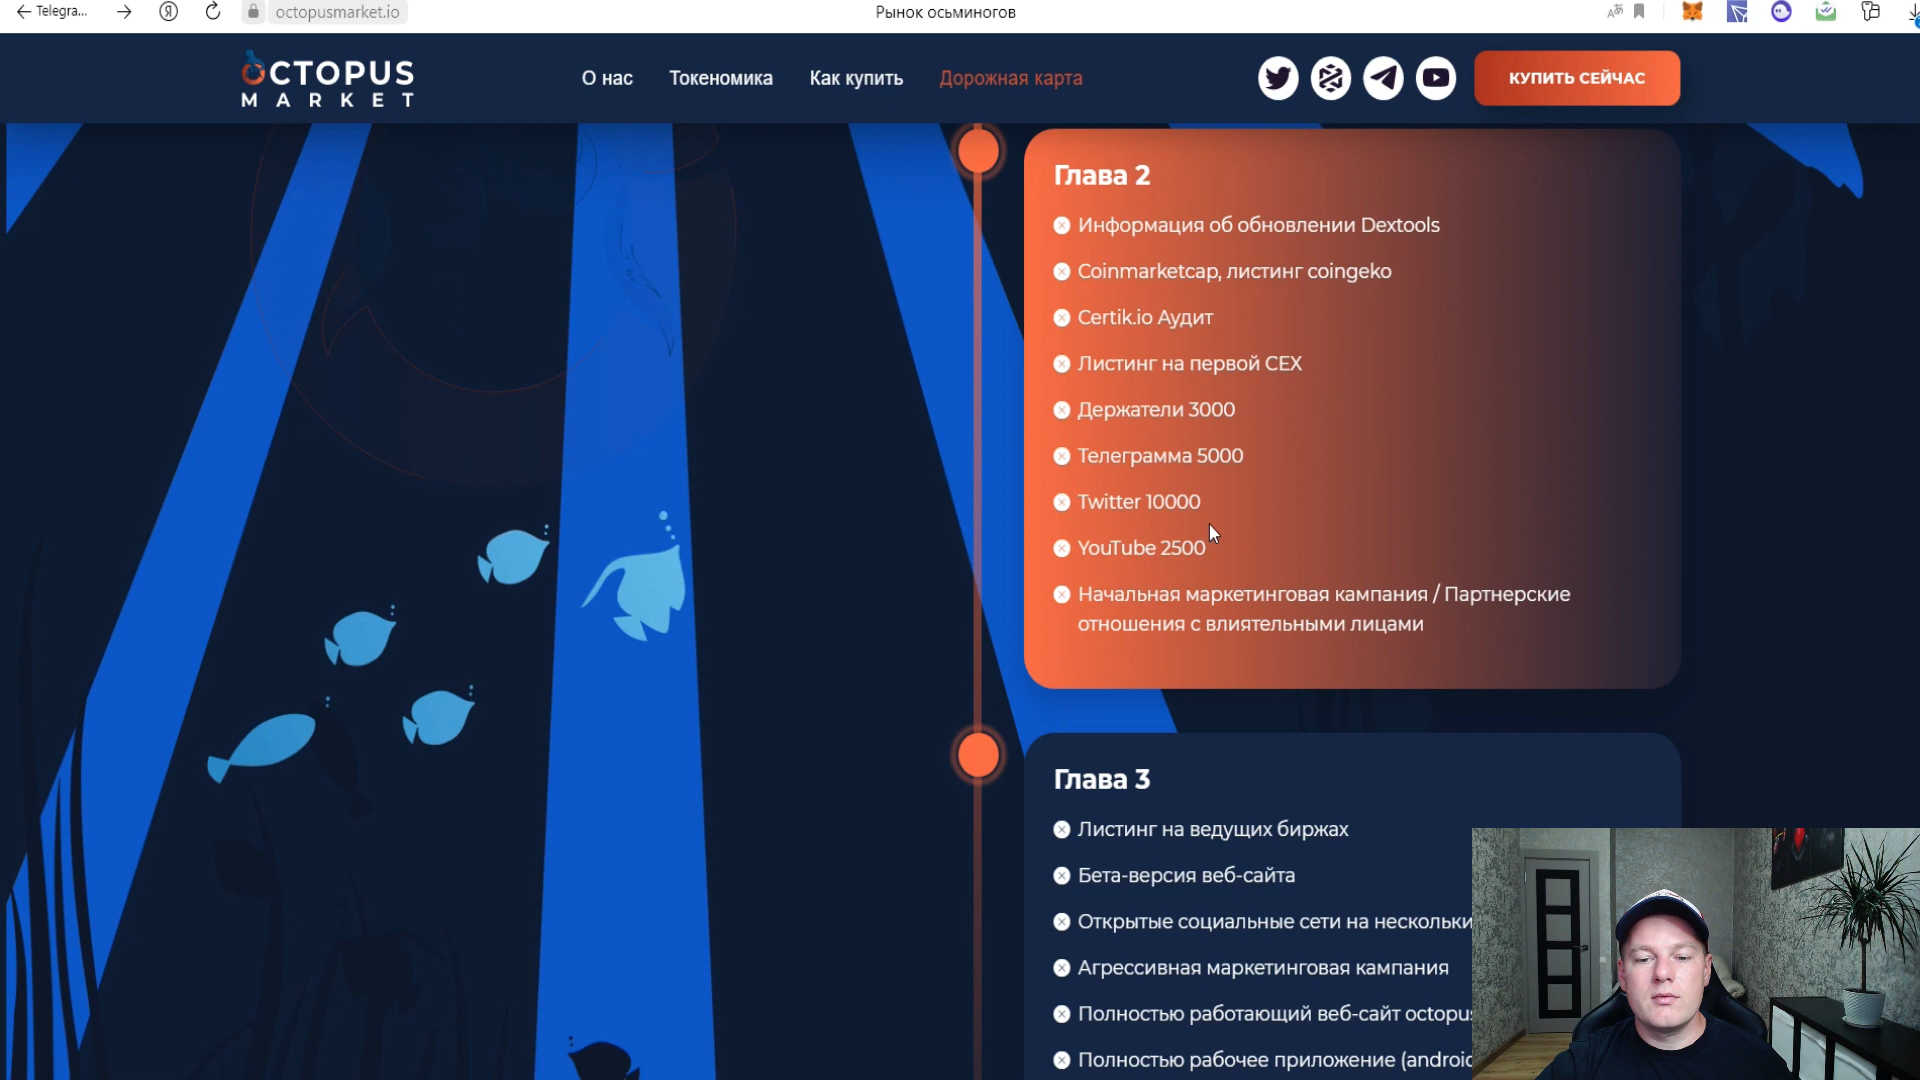 Telegra...
octopusmarket.io
Рынок осьминогов
OCTOPUS
MARKET
О нас
Токеномика
Как купить
Дорожная карта
КУПИТЬ СЕЙЧАС
Глава 2
Информация об обновлении Dextools
Coinmarketcap, листинг coingeko
Certik.io Аудит
Листинг на первой CEX
Держатели 3000
Телеграмма 5000
Twitter 10000
YouTube 2500
Начальная маркетинговая кампания / Партнерские
отношения с влиятельными лицами
Глава 3
Листинг на ведущих биржах
Бета-версия веб-сайта
Открытые социальные сети на нескольки
Агрессивная маркетинговая кампания
Полностью работающий веб-сайт octopus
Полностью рабочее приложение (android